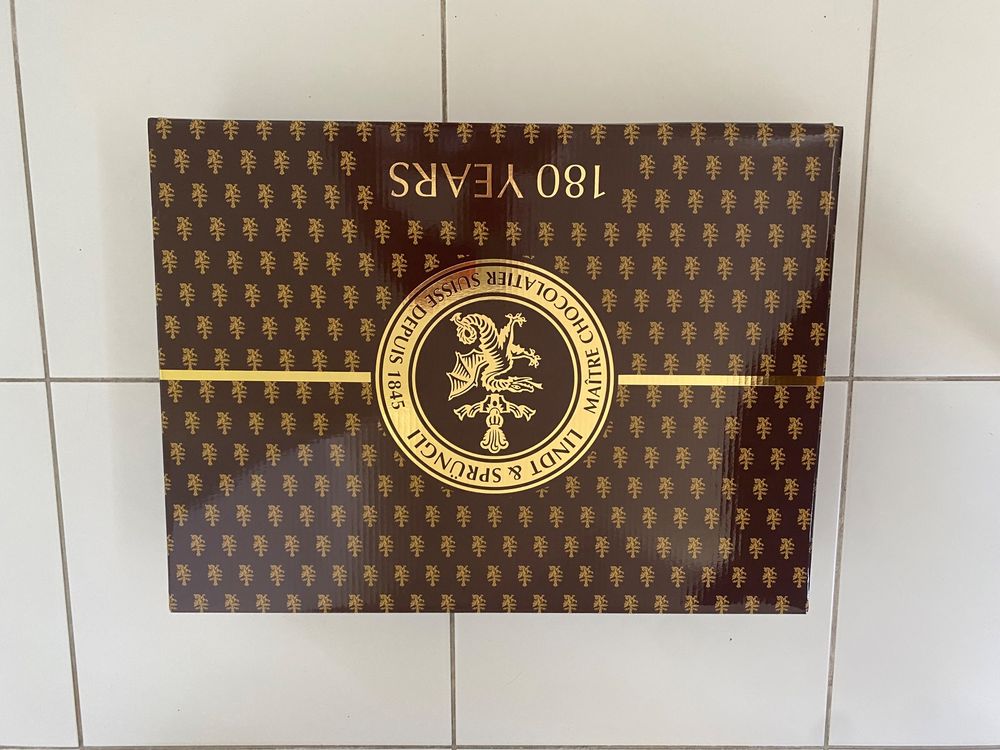 180 YEARS
LINDT & SPRÜNGLI
MAÎTRE CHOCOLATIER SUISSE DEPUIS 1845